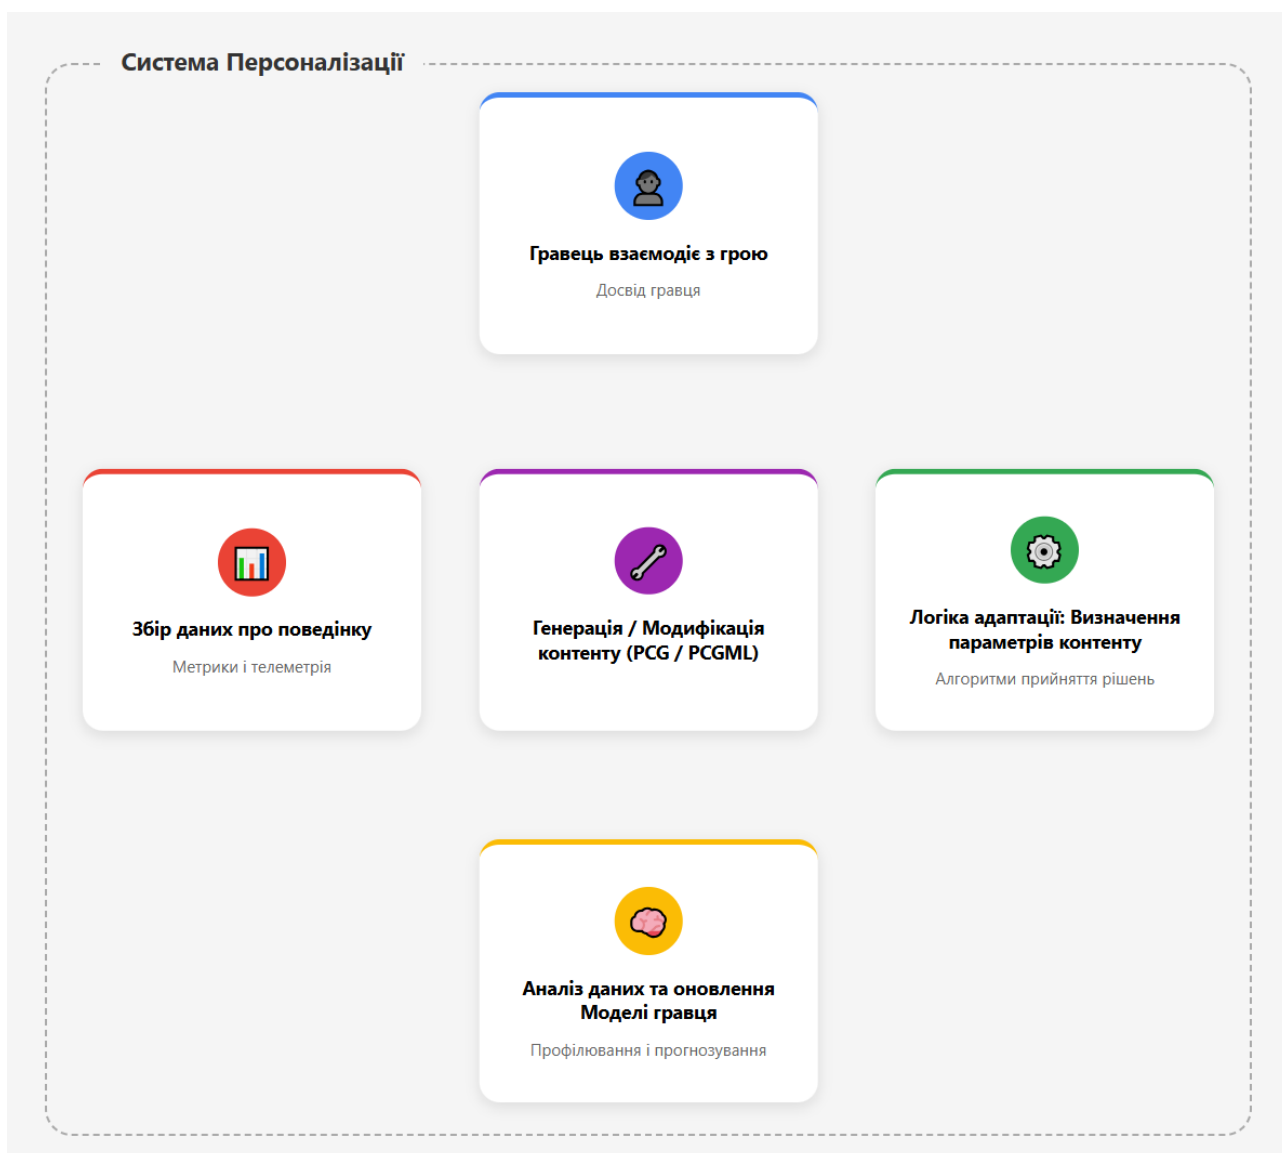 Система Персоналізації
Гравець взаємодіє з грою
Досвід гравця
Збір даних про поведінку
Метрики і телеметрія
Генерація / Модифікація
контенту (PCG / PCGML)
Логіка адаптації: Визначення
параметрів контенту
Алгоритми прийняття рішень
Аналіз даних та оновлення
Моделі гравця
Профілювання і прогнозування